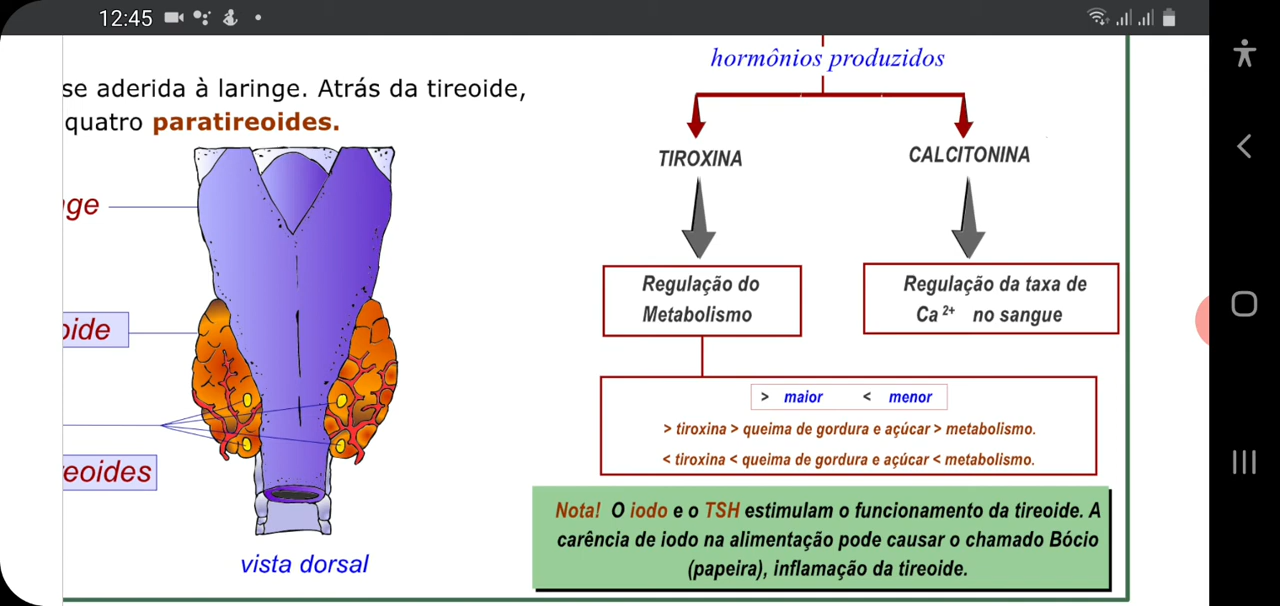 12:45
se aderida à laringe. Atrás da tireoide,
quatro paratireoides.
ge
oide
eoides
vista dorsal
hormônios produzidos
TIROXINA
CALCITONINA
Regulação do
Metabolismo
Regulação da taxa de
Ca 2+ no sangue
> maior < menor
> tiroxina > queima de gordura e açúcar > metabolismo.
< tiroxina < queima de gordura e açúcar < metabolismo.
Nota! O iodo e o TSH estimulam o funcionamento da tireoide. A
carência de iodo na alimentação pode causar o chamado Bócio
(papeira), inflamação da tireoide.